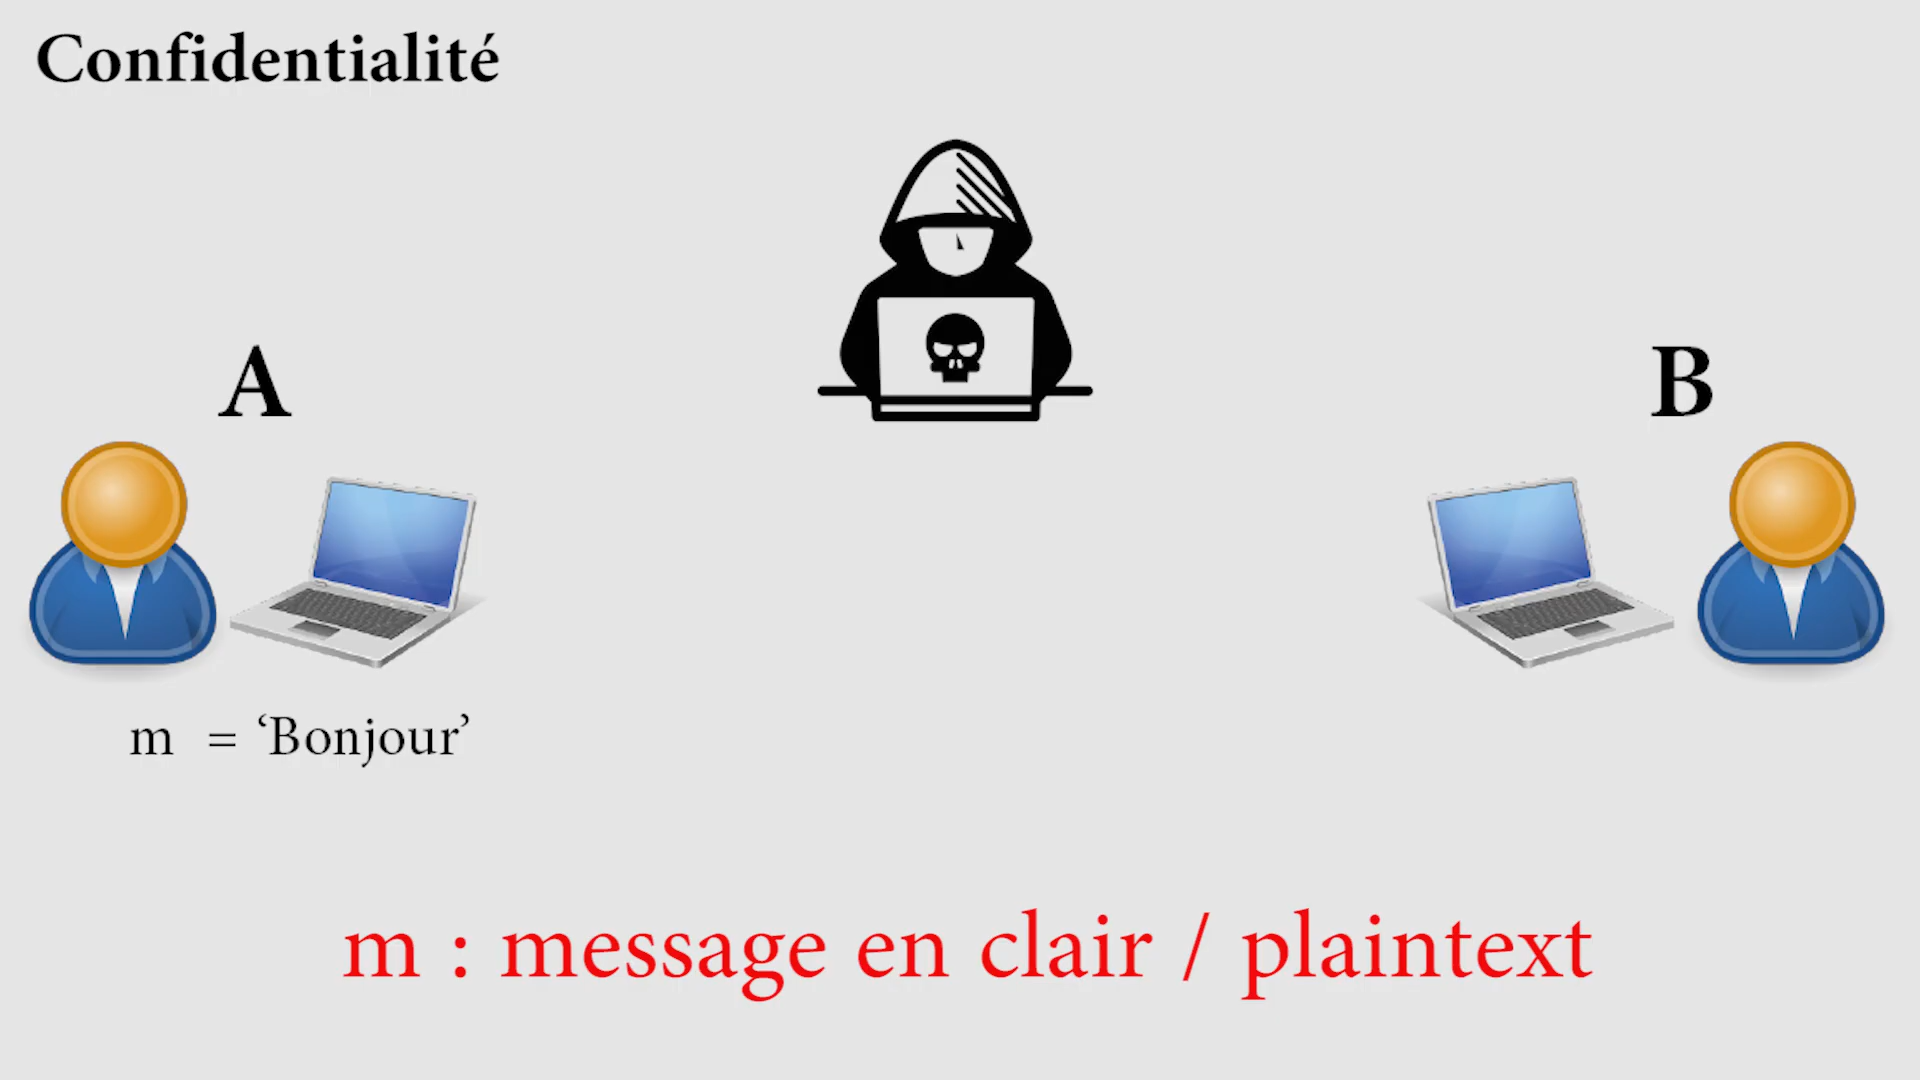 Confidentialité
A
B
m = ‘Bonjour’
m : message en clair / plaintext